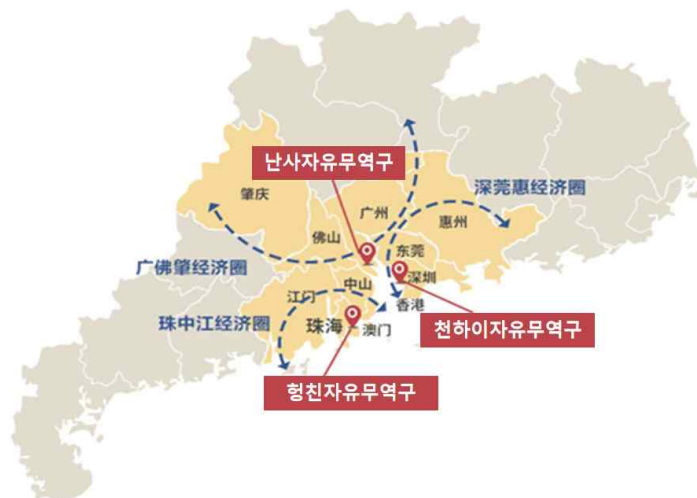 난사자유무역구
肇庆
广州
深莞惠经济圈
惠州
佛山
东莞
广佛肇经济圈
深圳
中山
江门
香港
珠中江经济圈
珠海
澳门
천하이자유무역구
헝친자유무역구